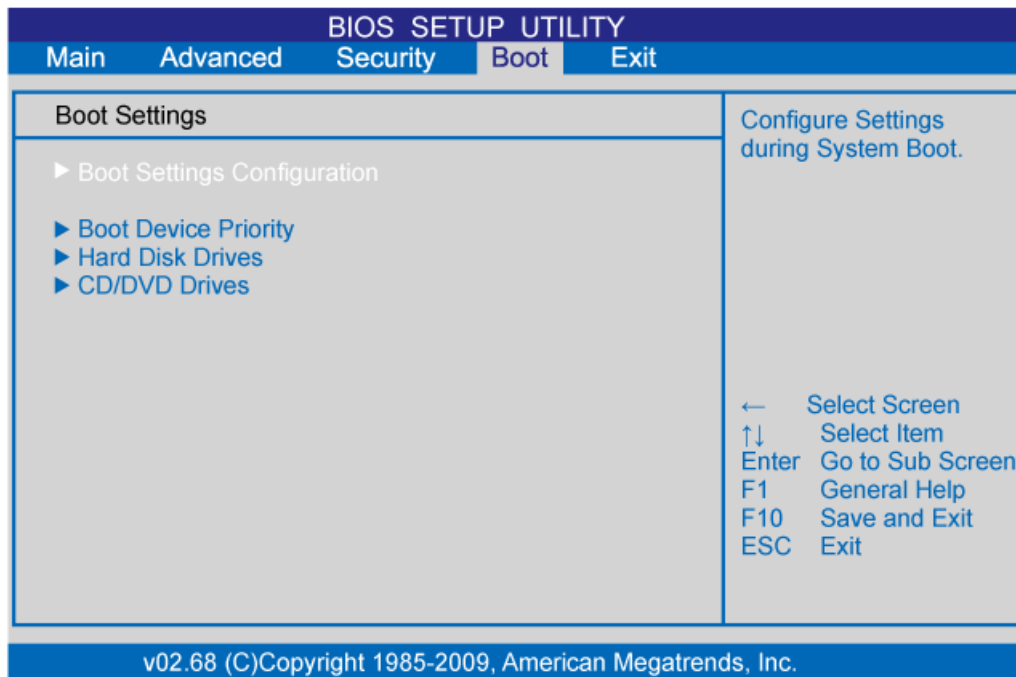 BIOS SETUP UTILITY
Main Advanced Security Boot Exit
Boot Settings
▶ Boot Settings Configuration
▶ Boot Device Priority
▶ Hard Disk Drives
▶ CD/DVD Drives
Configure Settings
during System Boot.
← Select Screen
↑↓ Select Item
Enter Go to Sub Screen
F1 General Help
F10 Save and Exit
ESC Exit
v02.68 (C)Copyright 1985-2009, American Megatrends, Inc.